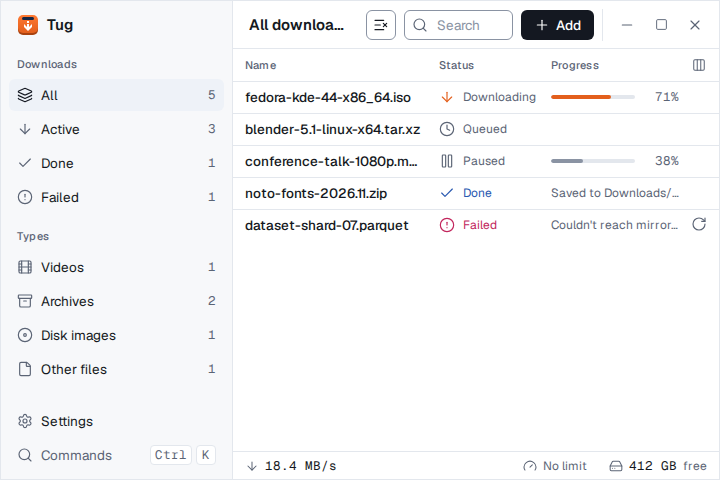 Tug
Downloads
All 5
Active 3
Done 1
Failed 1
Types
Videos 1
Archives 2
Disk images 1
Other files 1
Settings
Commands Ctrl K
All downloa...
Search
Add
Name Status Progress
fedora-kde-44-x86_64.iso Downloading 71%
blender-5.1-linux-x64.tar.xz Queued
conference-talk-1080p.m... Paused 38%
noto-fonts-2026.11.zip Done Saved to Downloads/...
dataset-shard-07.parquet Failed Couldn't reach mirror...
18.4 MB/s No limit 412 GB free